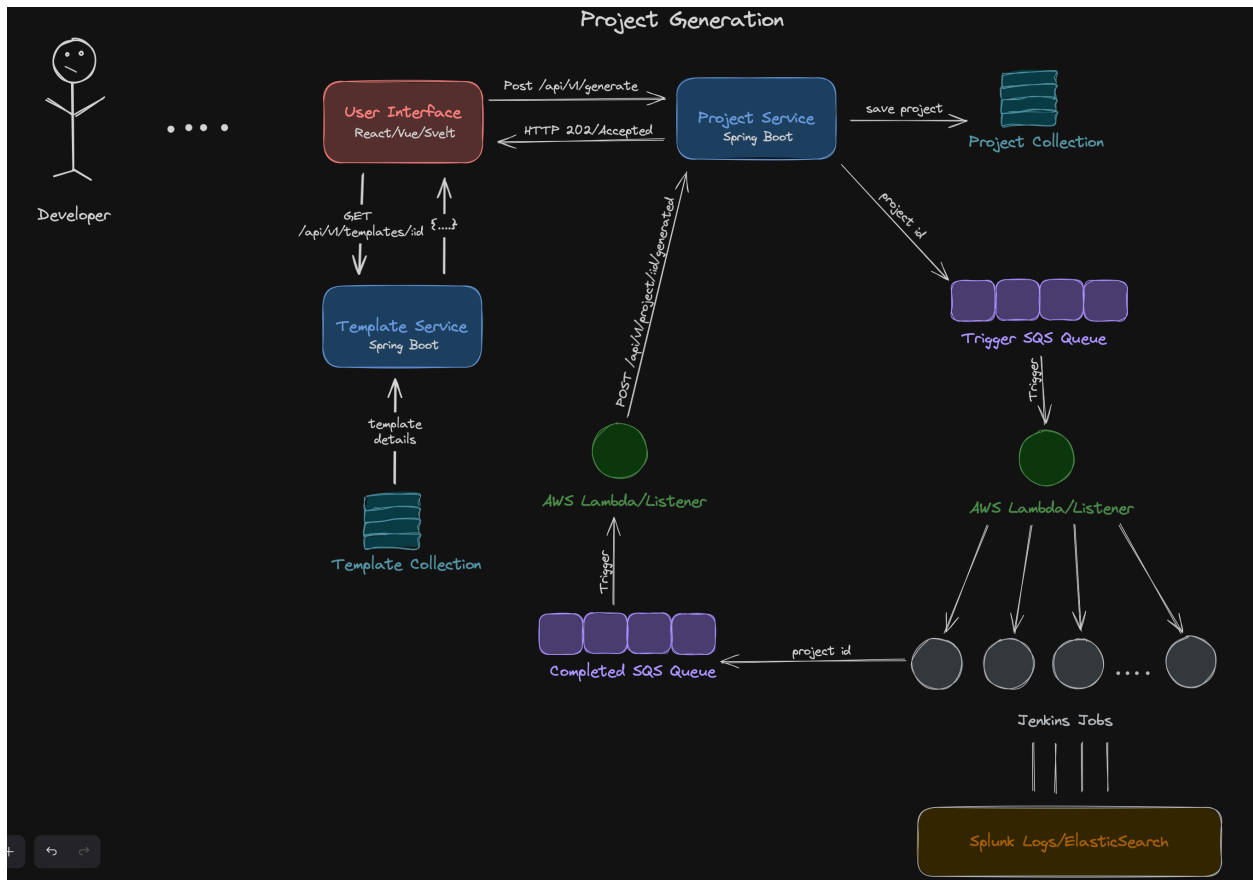 Project Generation
User Interface
React/Vue/Svelt
Post /api/v1/generate
HTTP 202/Accepted
Project Service
Spring Boot
save project
Project Collection
Developer
GET
/api/v1/templates/:id
{....}
project id
POST /api/v1/project/:id/generated
Template Service
Spring Boot
Trigger SQS Queue
Trigger
template
details
AWS Lambda/Listener
AWS Lambda/Listener
Template Collection
Trigger
project id
Completed SQS Queue
Jenkins Jobs
Splunk Logs/ElasticSearch